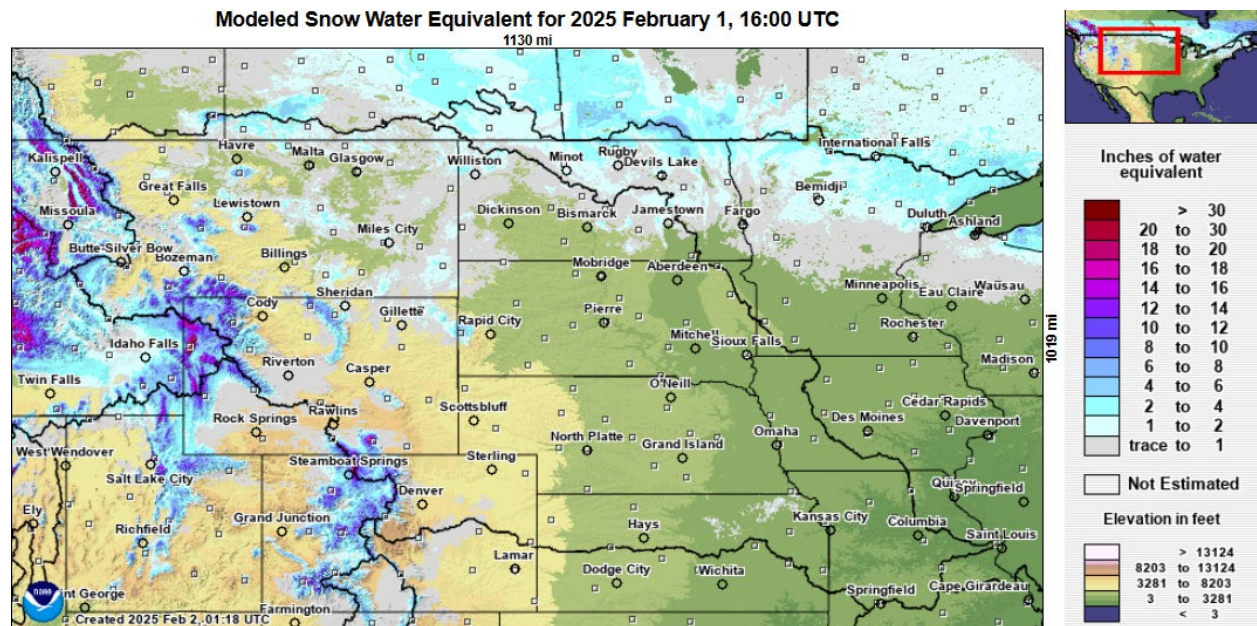 Modeled Snow Water Equivalent for 2025 February 1, 16:00 UTC
1130 mi
1019 mi
Kalispell
Havre
Malta
Glasgow
Williston
Minot
Rugby
Devils Lake
International Falls
Great Falls
Lewistown
Bemidji
Missoula
Dickinson
Bismarck
Jamestown
Fargo
Duluth
Ashland
Miles City
Butte-Silver Bow
Bozeman
Billings
Mobridge
Aberdeen
Minneapolis
Eau Claire
Wausau
Cody
Sheridan
Gillette
Rapid City
Pierre
Rochester
Mitchell
Sioux Falls
Idaho Falls
Riverton
Casper
Madison
Twin Falls
O'Neill
Rock Springs
Rawlins
Scottsbluff
Des Moines
Cedar Rapids
Davenport
West Wendover
North Platte
Grand Island
Omaha
Salt Lake City
Steamboat Springs
Sterling
Quincy
Springfield
Ely
Richfield
Grand Junction
Denver
Hays
Kansas City
Columbia
Saint Louis
Lamar
Dodge City
Wichita
Springfield
Cape Girardeau
int George
Farmington
NOAA
Created 2025 Feb 2, 01:18 UTC
Inches of water
equivalent
> 30
20 to 30
18 to 20
16 to 18
14 to 16
12 to 14
10 to 12
8 to 10
6 to 8
4 to 6
2 to 4
1 to 2
trace to 1
Not Estimated
Elevation in feet
> 13124
8203 to 13124
3281 to 8203
3 to 3281
< 3